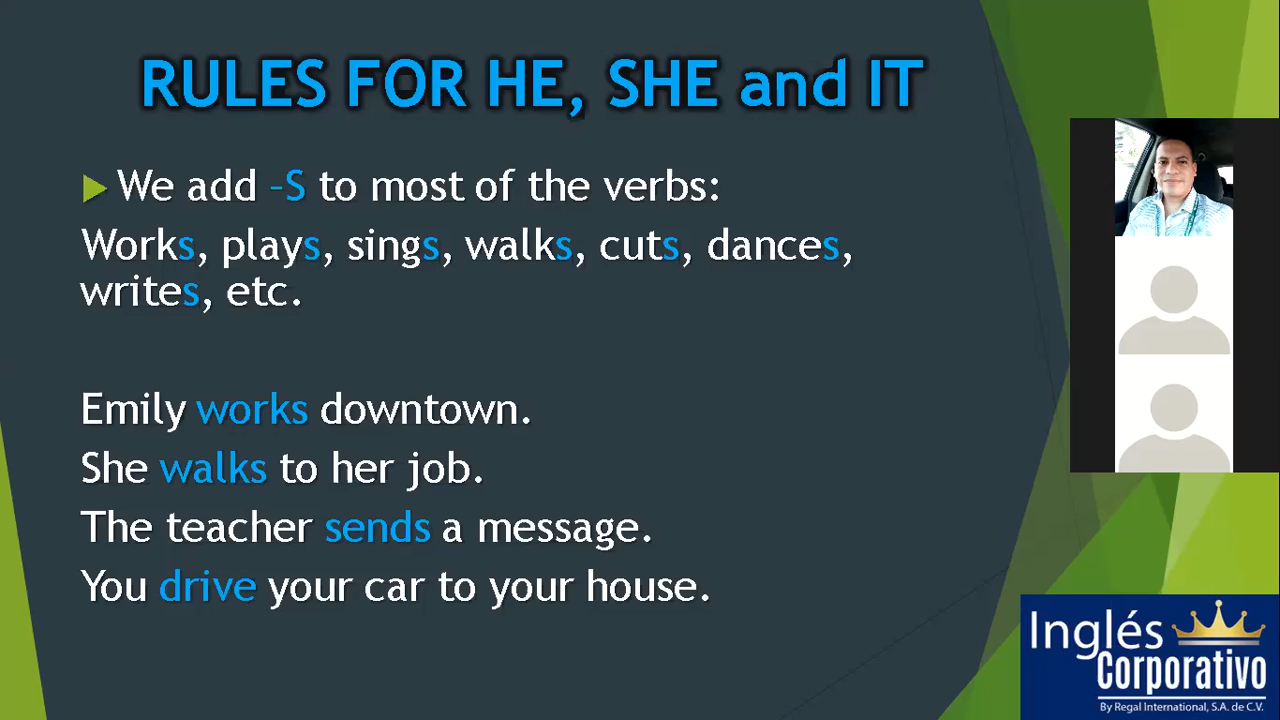 RULES FOR HE, SHE and IT
We add –S to most of the verbs:
Works, plays, sings, walks, cuts, dances,
writes, etc.
Emily works downtown.
She walks to her job.
The teacher sends a message.
You drive your car to your house.
Inglés
Corporativo
By Regal International, S.A. de C.V.